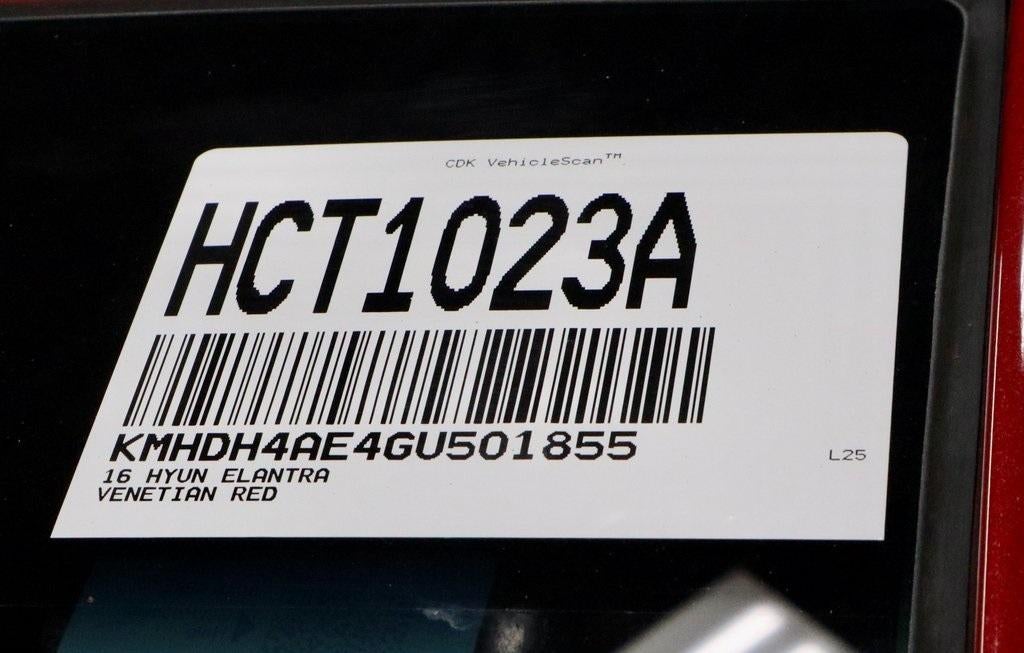 CDK VehicleScan™
HCT1023A
KMHDH4AE4GU501855
16 HYUN ELANTRA
VENETIAN RED
L25